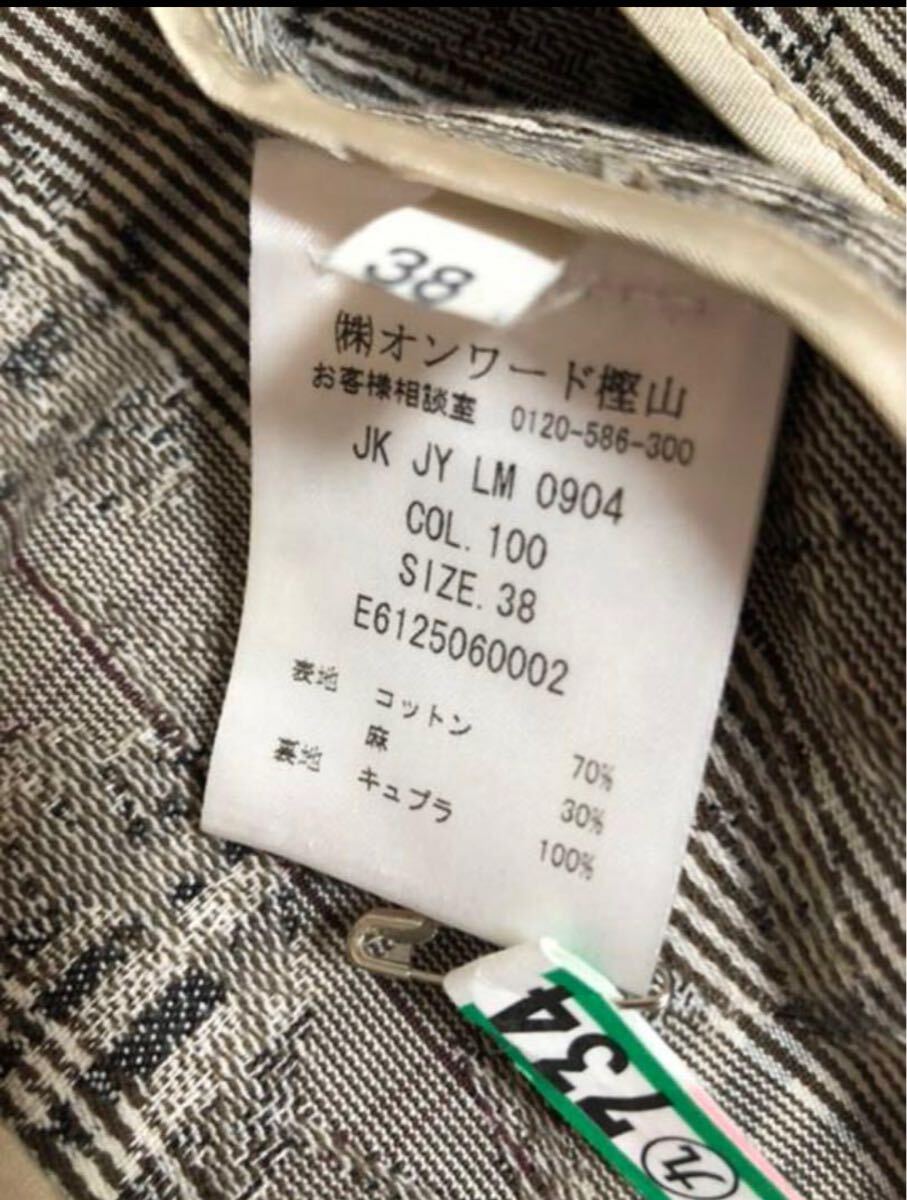 38
㈱オンワード樫山
お客様相談室 0120-586-300
JK JY LM 0904
COL. 100
SIZE. 38
E6125060002
表地 コットン 70%
麻 30%
裏地 キュプラ 100%
734
九